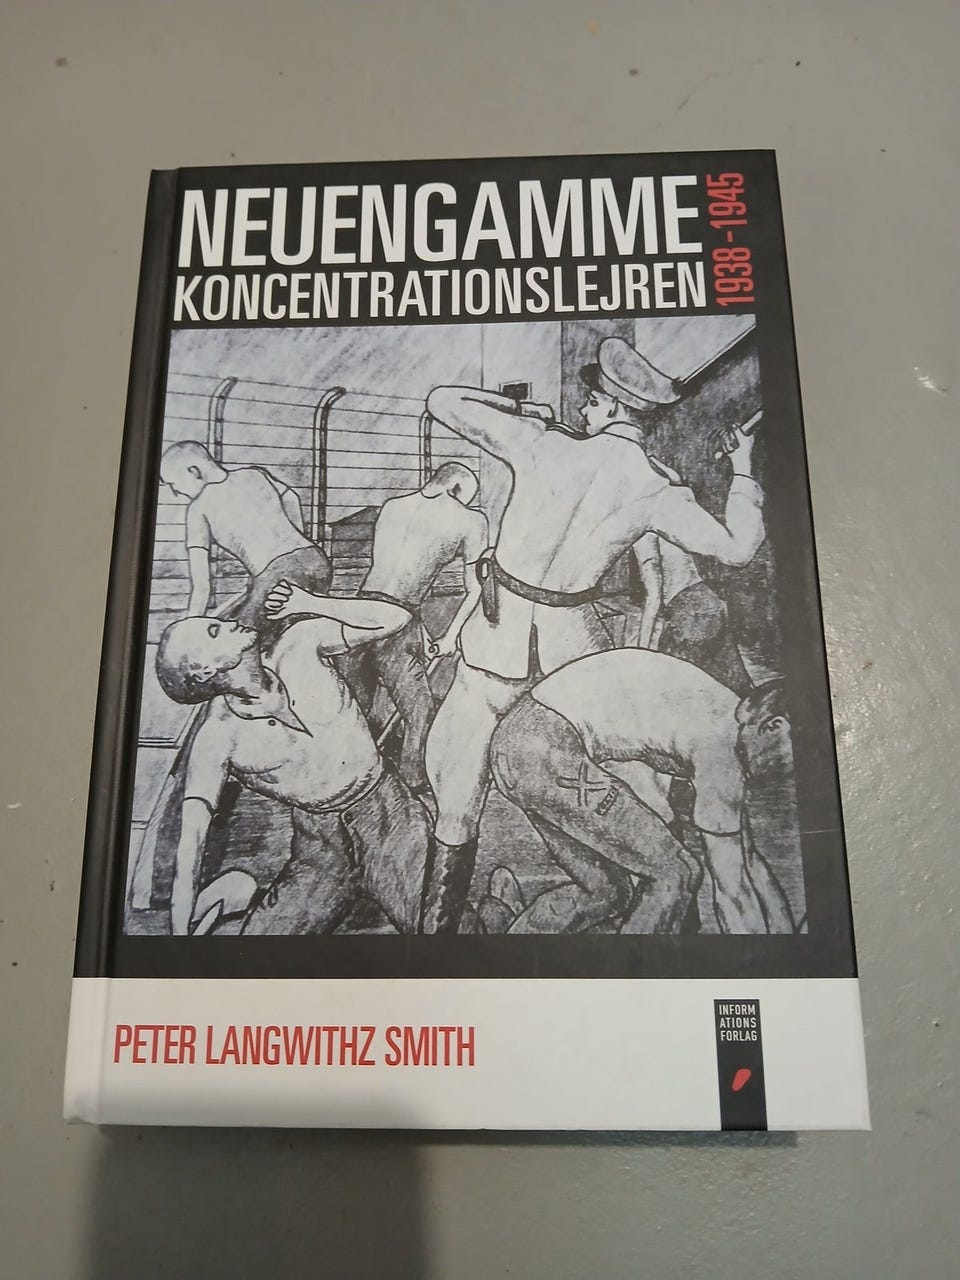 NEUENGAMME
KONCENTRATIONSLEJREN
1938-1945
PETER LANGWITHZ SMITH
INFORM
ATIONS
FORLAG